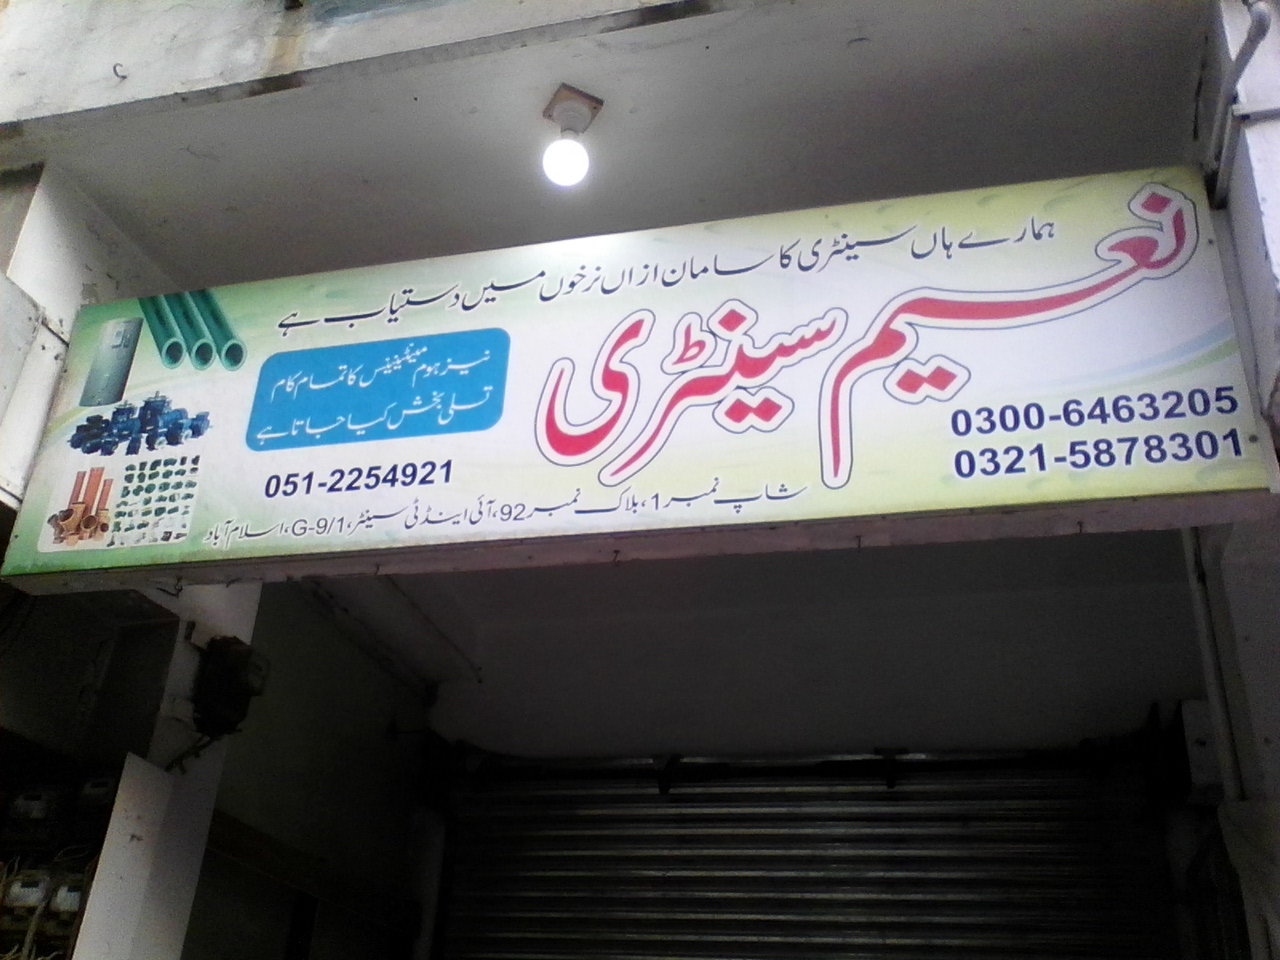 ہمارے ہاں سینٹری کا سامان ازاں نرخوں میں دستیاب ہے
نعیم سینٹری
نیز ہوم مینٹیننس کا تمام کام
تسلی بخش کیا جاتا ہے
0300-6463205
0321-5878301
051-2254921
شاپ نمبر 1، بلاک نمبر 92، آئی اینڈ ٹی سینٹر، G-9/1، اسلام آباد